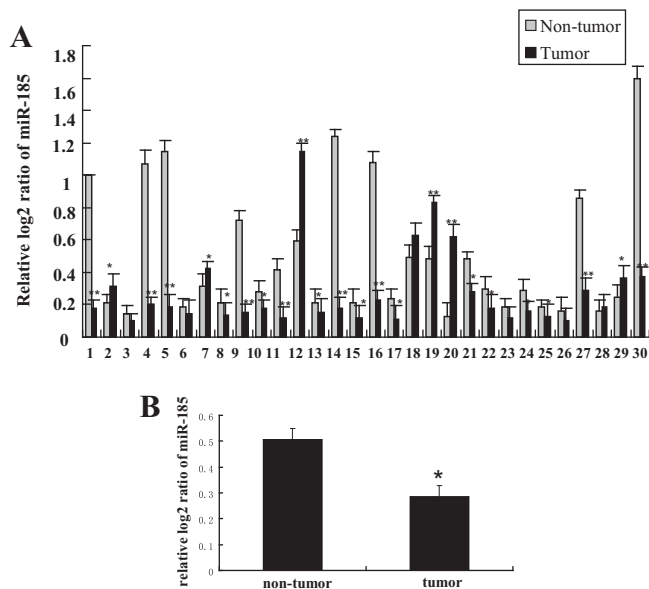 A
Non-tumor
Tumor
Relative log2 ratio of miR-185
1.8
1.6
1.4
1.2
1
0.8
0.6
0.4
0.2
0
** * ** ** * * ** * ** ** * ** * ** * ** ** ** * * * * ** * **
1 2 3 4 5 6 7 8 9 10 11 12 13 14 15 16 17 18 19 20 21 22 23 24 25 26 27 28 29 30
B
relative log2 ratio of miR-185
0.6
0.5
0.4
0.3
0.2
0.1
0
*
non-tumor tumor